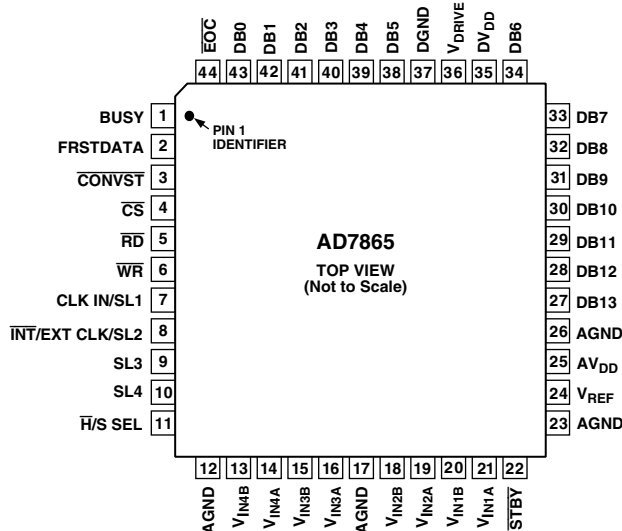 EOC DB0 DB1 DB2 DB3 DB4 DB5 DGND VDRIVE DVDD DB6
44 43 42 41 40 39 38 37 36 35 34
BUSY 1
FRSTDATA 2
CONVST 3
CS 4
RD 5
WR 6
CLK IN/SL1 7
INT/EXT CLK/SL2 8
SL3 9
SL4 10
H/S SEL 11
PIN 1
IDENTIFIER
AD7865
TOP VIEW
(Not to Scale)
33 DB7
32 DB8
31 DB9
30 DB10
29 DB11
28 DB12
27 DB13
26 AGND
25 AVDD
24 VREF
23 AGND
12 13 14 15 16 17 18 19 20 21 22
AGND VIN4B VIN4A VIN3B VIN3A AGND VIN2B VIN2A VIN1B VIN1A STBY